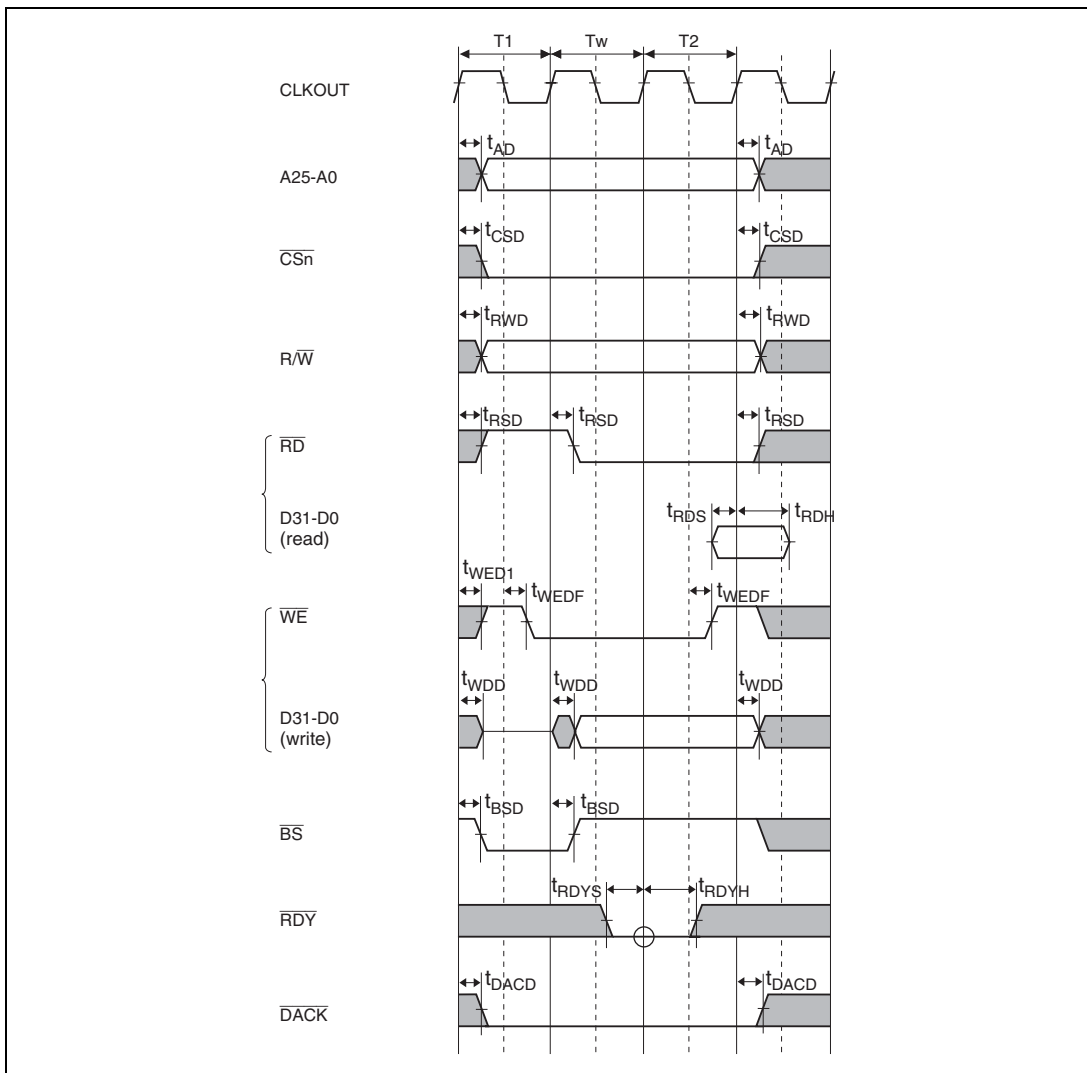 T1 Tw T2
CLKOUT
tAD tAD
A25-A0
tCSD tCSD
CSn
tRWD tRWD
R/W
tRSD tRSD tRSD
RD
tRDS tRDH
D31-D0
(read)
tWED1
tWEDF tWEDF
WE
tWDD tWDD tWDD
D31-D0
(write)
tBSD tBSD
BS
tRDYS tRDYH
RDY
tDACD tDACD
DACK